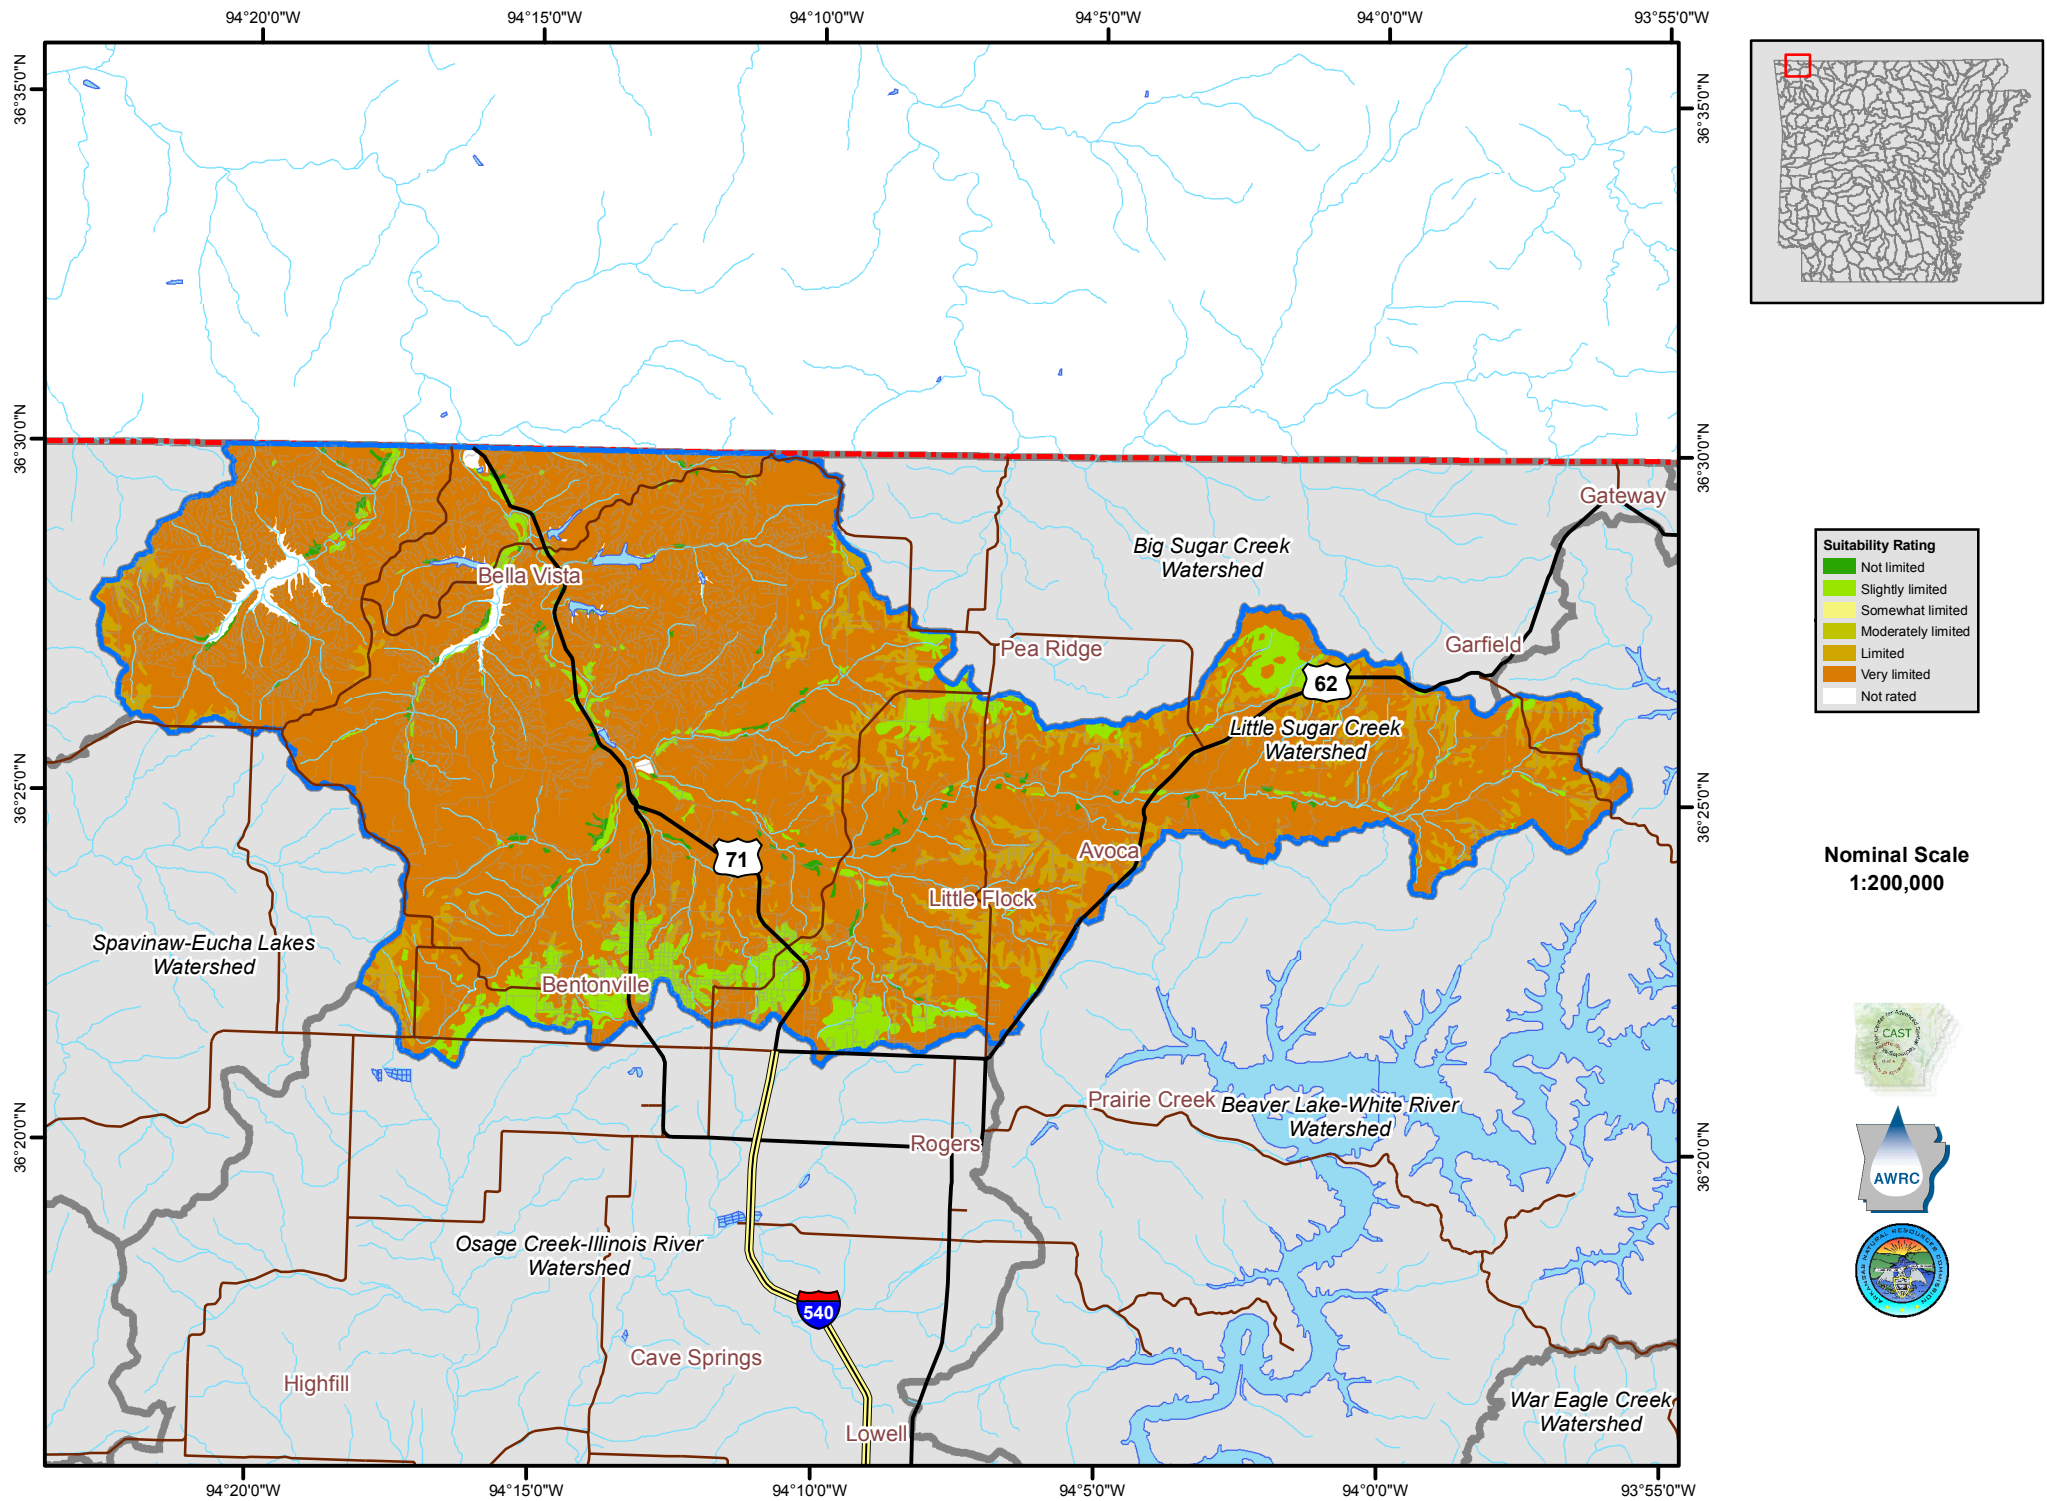 94°20'0"W
94°15'0"W
94°10'0"W
94°5'0"W
94°0'0"W
93°55'0"W
36°35'0"N
36°35'0"N
36°30'0"N
36°30'0"N
Gateway
Big Sugar Creek
Watershed
Bella Vista
Pea Ridge
Garfield
62
Little Sugar Creek
Watershed
36°25'0"N
36°25'0"N
71
Avoca
Little Flock
Spavinaw-Eucha Lakes
Watershed
Bentonville
Prairie Creek
Beaver Lake-White River
Watershed
36°20'0"N
36°20'0"N
Rogers
Osage Creek-Illinois River
Watershed
540
Cave Springs
Highfill
Lowell
War Eagle Creek
Watershed
94°20'0"W
94°15'0"W
94°10'0"W
94°5'0"W
94°0'0"W
93°55'0"W
Suitability Rating
Not limited
Slightly limited
Somewhat limited
Moderately limited
Limited
Very limited
Not rated
Nominal Scale
1:200,000
CAST
AWRC
ARKANSAS NATURAL RESOURCES COMMISSION